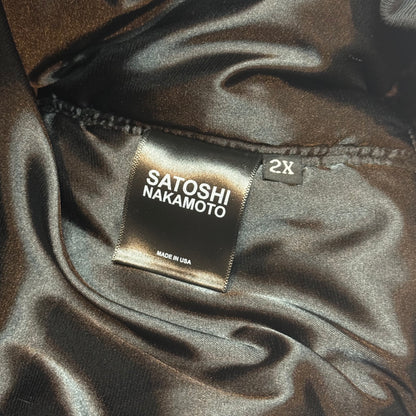 SATOSHI
NAKAMOTO
MADE IN USA
2X